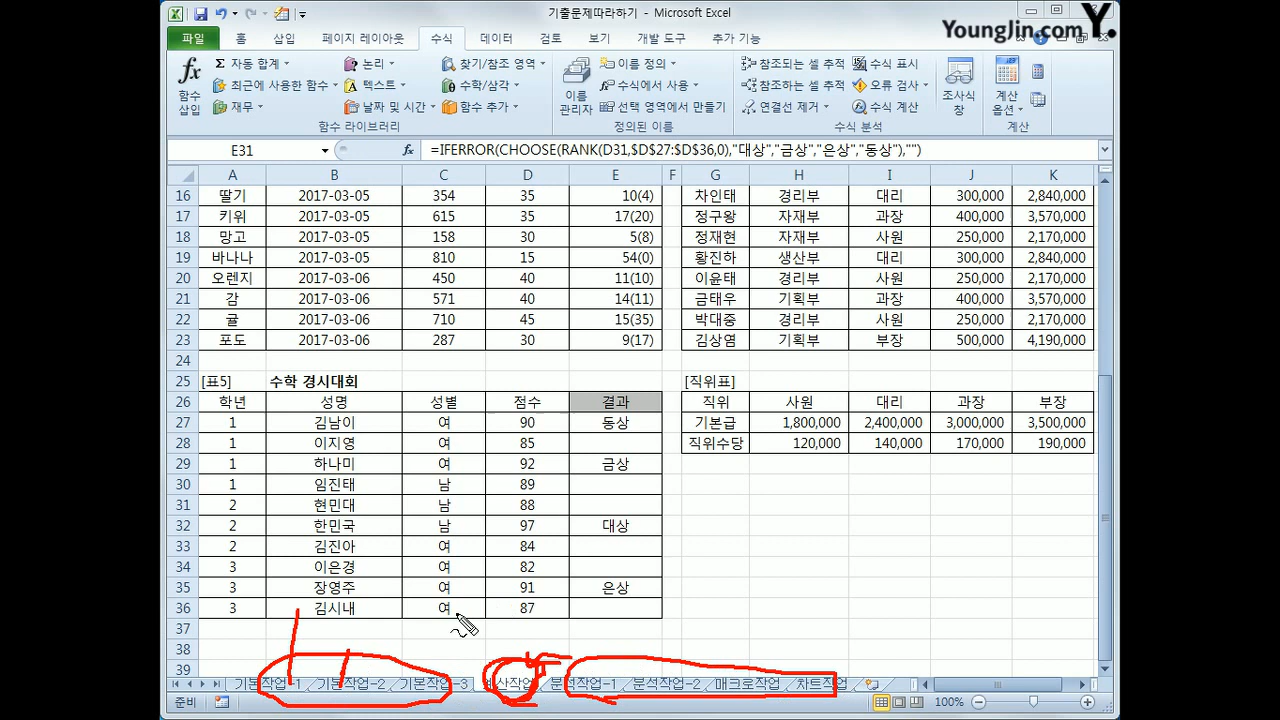 기출문제따라하기 - Microsoft Excel
YoungJin.com Y.
파일 홈 삽입 페이지 레이아웃 수식 데이터 검토 보기 개발 도구 추가 기능
fx 함수 삽입
Σ 자동 합계 논리 찾기/참조 영역
최근에 사용한 함수 텍스트 수학/삼각
재무 날짜 및 시간 함수 추가
함수 라이브러리
이름 관리자
이름 정의
수식에서 사용
선택 영역에서 만들기
정의된 이름
참조되는 셀 추적 수식 표시
참조하는 셀 추적 오류 검사
연결선 제거 수식 계산
수식 분석
조사식 창
계산 옵션
계산
E31 fx =IFERROR(CHOOSE(RANK(D31,$D$27:$D$36,0),"대상","금상","은상","동상"),"")
A B C D E F G H I J K
16 딸기 2017-03-05 354 35 10(4) 차인태 경리부 대리 300,000 2,840,000
17 키위 2017-03-05 615 35 17(20) 정구왕 자재부 과장 400,000 3,570,000
18 망고 2017-03-05 158 30 5(8) 정재현 자재부 사원 250,000 2,170,000
19 바나나 2017-03-05 810 15 54(0) 황진하 생산부 대리 300,000 2,840,000
20 오렌지 2017-03-06 450 40 11(10) 이윤태 경리부 사원 250,000 2,170,000
21 감 2017-03-06 571 40 14(11) 금태우 기획부 과장 400,000 3,570,000
22 귤 2017-03-06 710 45 15(35) 박대중 경리부 사원 250,000 2,170,000
23 포도 2017-03-06 287 30 9(17) 김상염 기획부 부장 500,000 4,190,000
24
25 [표5] 수학 경시대회 [직위표]
26 학년 성명 성별 점수 결과 직위 사원 대리 과장 부장
27 1 김남이 여 90 동상 기본급 1,800,000 2,400,000 3,000,000 3,500,000
28 1 이지영 여 85 직위수당 120,000 140,000 170,000 190,000
29 1 하나미 여 92 금상
30 1 임진태 남 89
31 2 현민대 남 88
32 2 한민국 남 97 대상
33 2 김진아 여 84
34 3 이은경 여 82
35 3 장영주 여 91 은상
36 3 김시내 여 87
37
38
39
기본작업-1 기본작업-2 기본작업-3 계산작업 분석작업-1 분석작업-2 매크로작업 차트작업
준비 100%